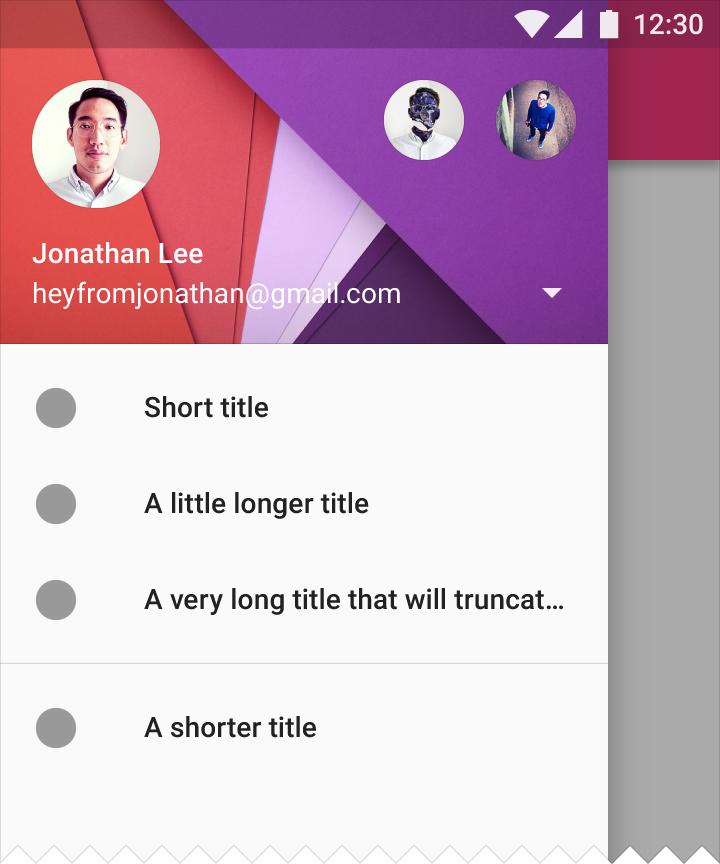 12:30
Jonathan Lee
heyfromjonathan@gmail.com
Short title
A little longer title
A very long title that will truncat...
A shorter title